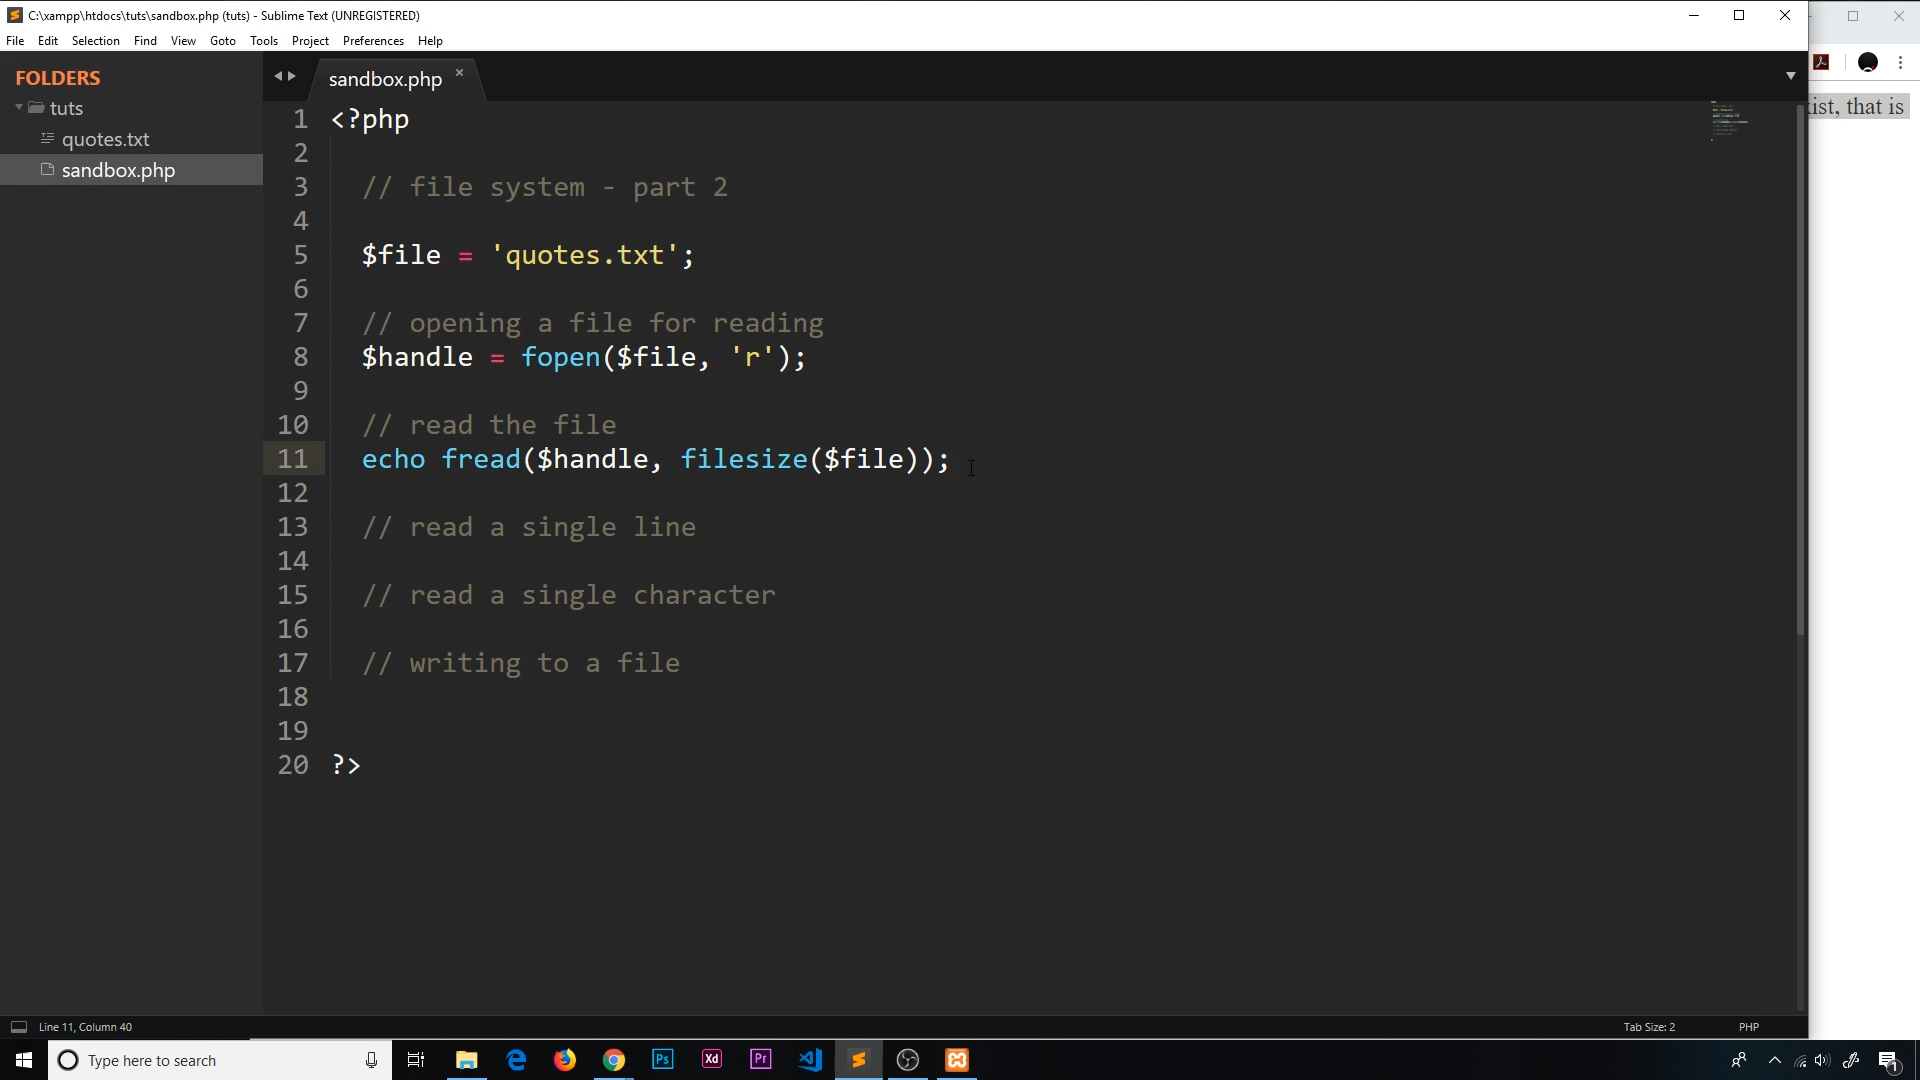 C:\xampp\htdocs\tuts\sandbox.php (tuts) - Sublime Text (UNREGISTERED)
File Edit Selection Find View Goto Tools Project Preferences Help
FOLDERS
tuts
quotes.txt
sandbox.php
sandbox.php
1 <?php
2
3 // file system - part 2
4
5 $file = 'quotes.txt';
6
7 // opening a file for reading
8 $handle = fopen($file, 'r');
9
10 // read the file
11 echo fread($handle, filesize($file));
12
13 // read a single line
14
15 // read a single character
16
17 // writing to a file
18
19
20 ?>
that is
Line 11, Column 40
Tab Size: 2
PHP
Type here to search
Ps
Xd
Pr
1